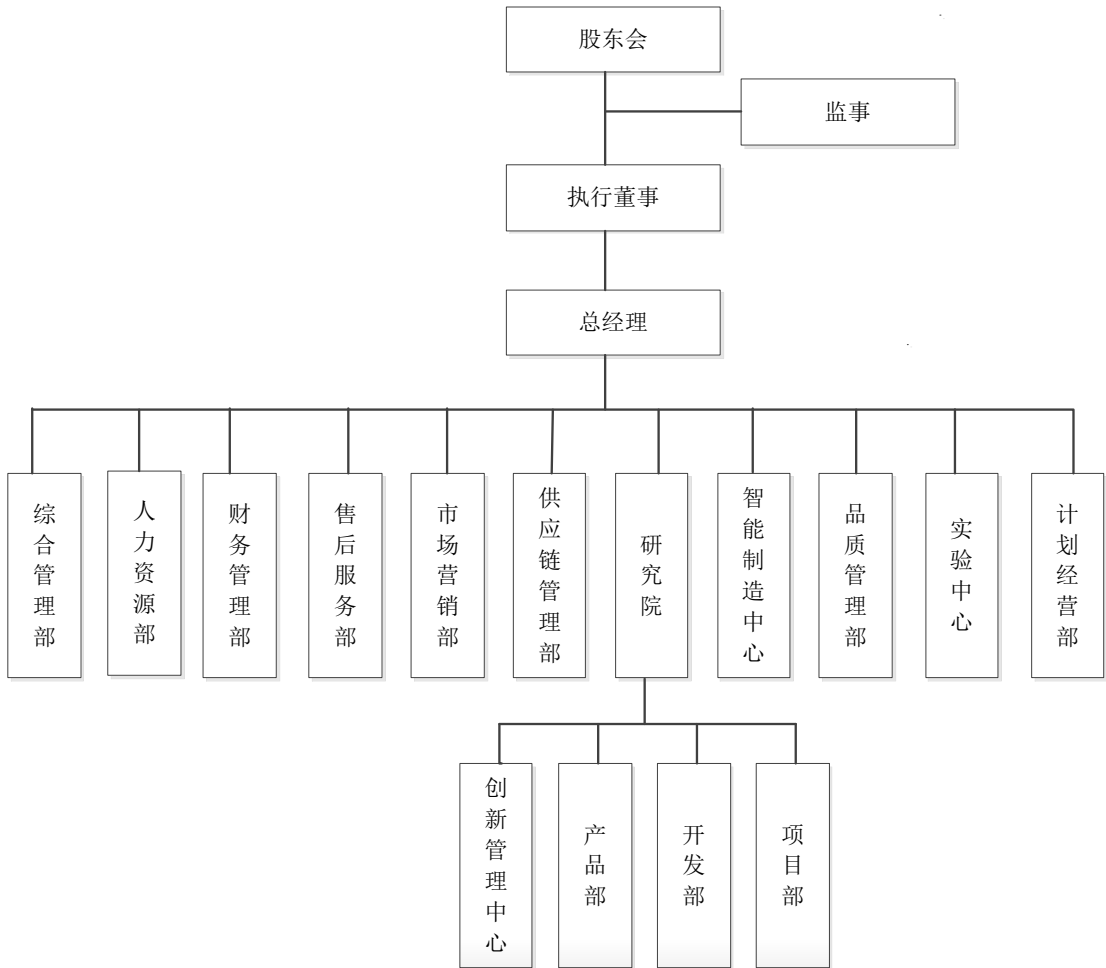 股东会
监事
执行董事
总经理
综合管理部
人力资源部
财务管理部
售后服务部
市场营销部
供应链管理部
研究院
智能制造中心
品质管理部
实验中心
计划经营部
创新管理中心
产品部
开发部
项目部